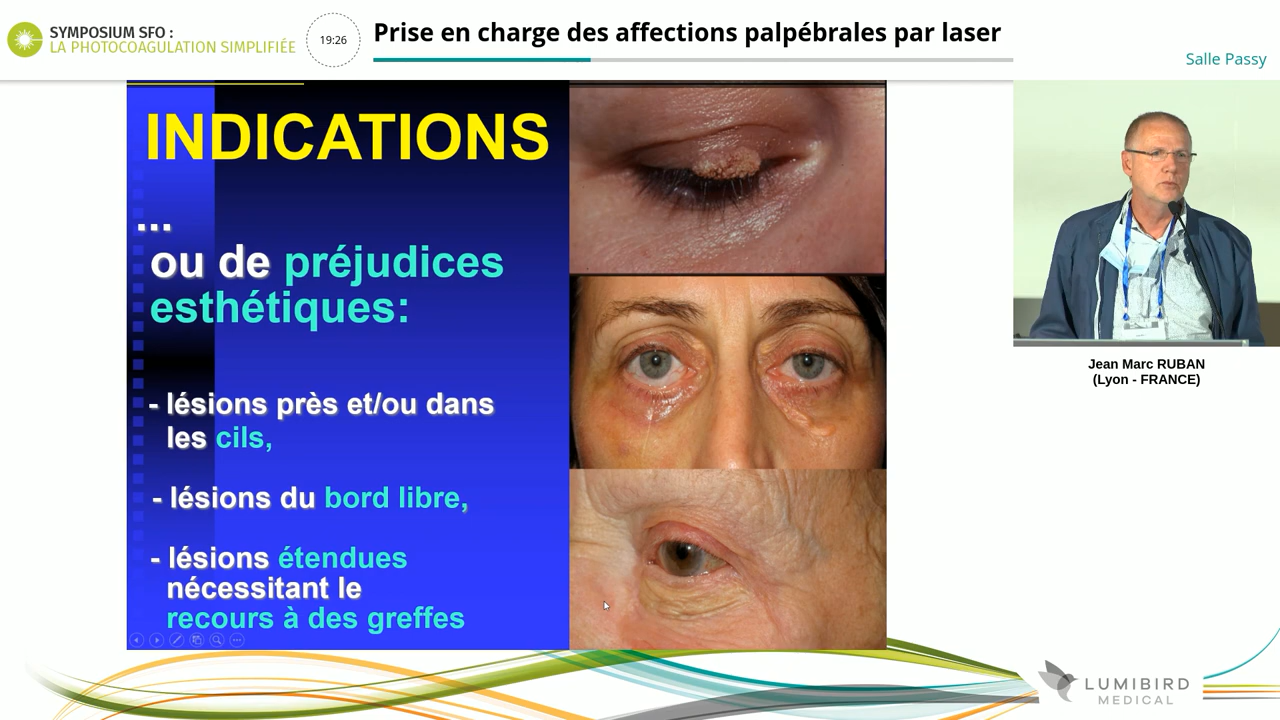 SYMPOSIUM SFO :
LA PHOTOCOAGULATION SIMPLIFIÉE
19:26
Prise en charge des affections palpébrales par laser
Salle Passy
INDICATIONS
...
ou de préjudices
esthétiques:
- lésions près et/ou dans
les cils,
- lésions du bord libre,
- lésions étendues
nécessitant le
recours à des greffes
Jean Marc RUBAN
(Lyon - FRANCE)
LUMIBIRD
MEDICAL